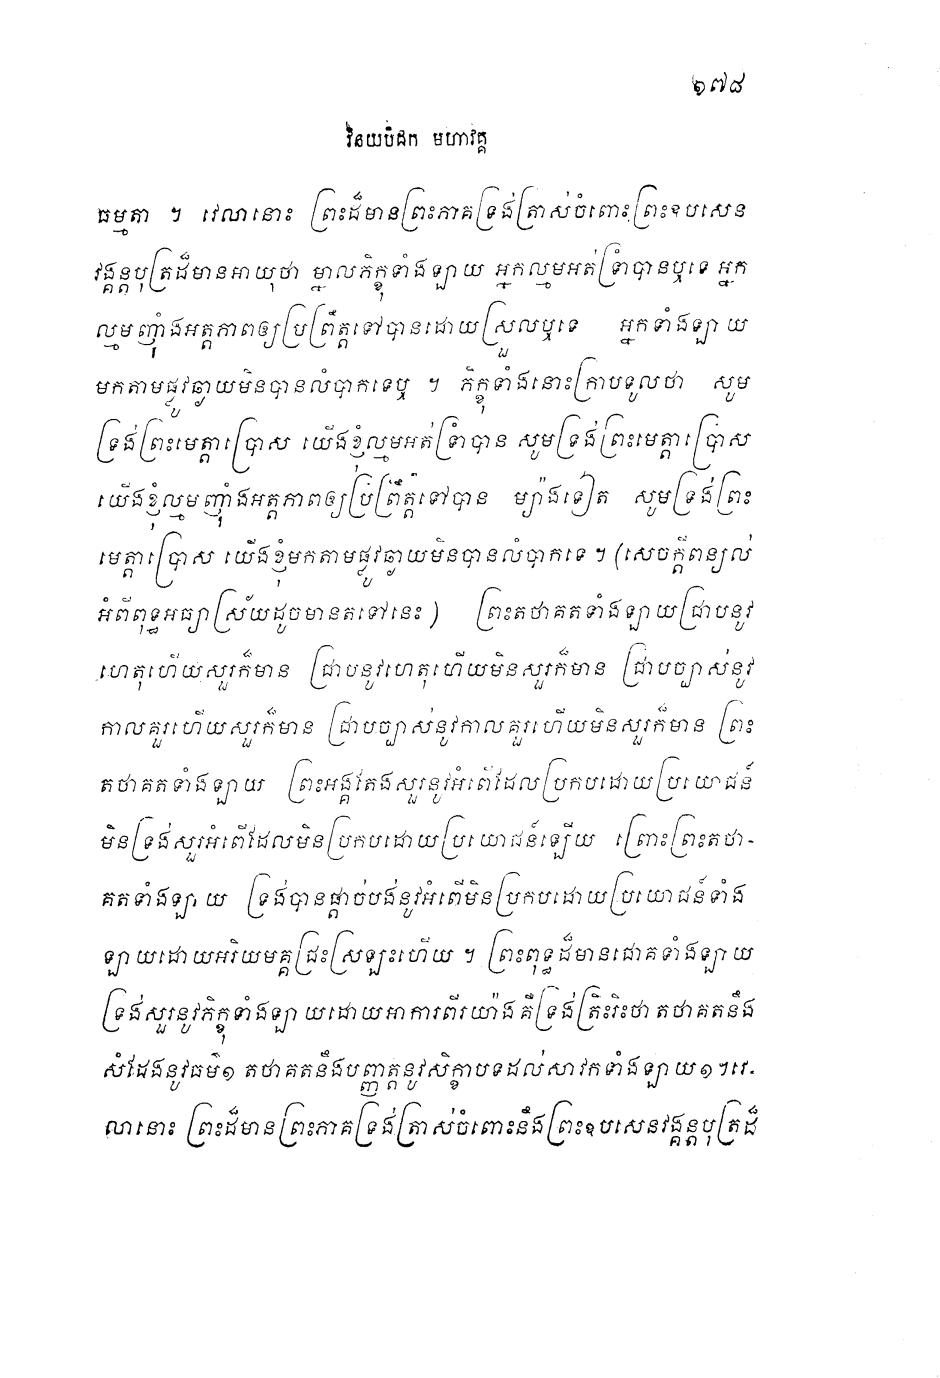 ១៧៨
វិនយបិដក មហាវគ្គ
ធម្មតា ។ វេលានោះ ព្រះដ៏មានព្រះភាគទ្រង់ត្រាស់ចំពោះព្រះឧបសេន
វង្គន្តបុត្រដ៏មានអាយុថា ម្នាលភិក្ខុទាំងឡាយ អ្នកល្មមអត់ទ្រាំបានឬទេ អ្នក
ល្មមញ៉ាំងអត្តភាពឲ្យប្រព្រឹត្តទៅបានដោយស្រួលឬទេ អ្នកទាំងឡាយ
មកតាមផ្លូវឆ្ងាយមិនបានលំបាកទេឬ ។ ភិក្ខុទាំងនោះក្រាបទូលថា សូម
ទ្រង់ព្រះមេត្តាប្រោស យើងខ្ញុំល្មមអត់ទ្រាំបាន សូមទ្រង់ព្រះមេត្តាប្រោស
យើងខ្ញុំល្មមញ៉ាំងអត្តភាពឲ្យប្រព្រឹត្តទៅបាន ម្យ៉ាងទៀត សូមទ្រង់ព្រះ
មេត្តាប្រោស យើងខ្ញុំមកតាមផ្លូវឆ្ងាយមិនបានលំបាកទេ ។ (សេចក្តីពន្យល់
អំពីពុទ្ធអធ្យាស្រ័យដូចមានតទៅនេះ ) ព្រះតថាគតទាំងឡាយជ្រាបនូវ
ហេតុហើយសួរក៏មាន ជ្រាបនូវហេតុហើយមិនសួរក៏មាន ជ្រាបច្បាស់នូវ
កាលគួរហើយសួរក៏មាន ជ្រាបច្បាស់នូវកាលគួរហើយមិនសួរក៏មាន ព្រះ
តថាគតទាំងឡាយ ព្រះអង្គតែងសួរនូវអំពើដែលប្រកបដោយប្រយោជន៍
មិនទ្រង់សួរអំពើដែលមិនប្រកបដោយប្រយោជន៍ឡើយ ព្រោះព្រះតថា-
គតទាំងឡាយ ទ្រង់បានផ្តាច់បង់នូវអំពើមិនប្រកបដោយប្រយោជន៍ទាំង
ឡាយដោយអរិយមគ្គជ្រះស្រឡះហើយ ។ ព្រះពុទ្ធដ៏មានជោគទាំងឡាយ
ទ្រង់សួរនូវភិក្ខុទាំងឡាយដោយអាការពីរយ៉ាង គឺទ្រង់ត្រិះរិះថា តថាគតនឹង
សំដែងនូវធម៌១ តថាគតនឹងបញ្ញត្តនូវសិក្ខាបទដល់សាវកទាំងឡាយ១។វេ-
លានោះ ព្រះដ៏មានព្រះភាគទ្រង់ត្រាស់ចំពោះនឹងព្រះឧបសេនវង្គន្តបុត្រដ៏